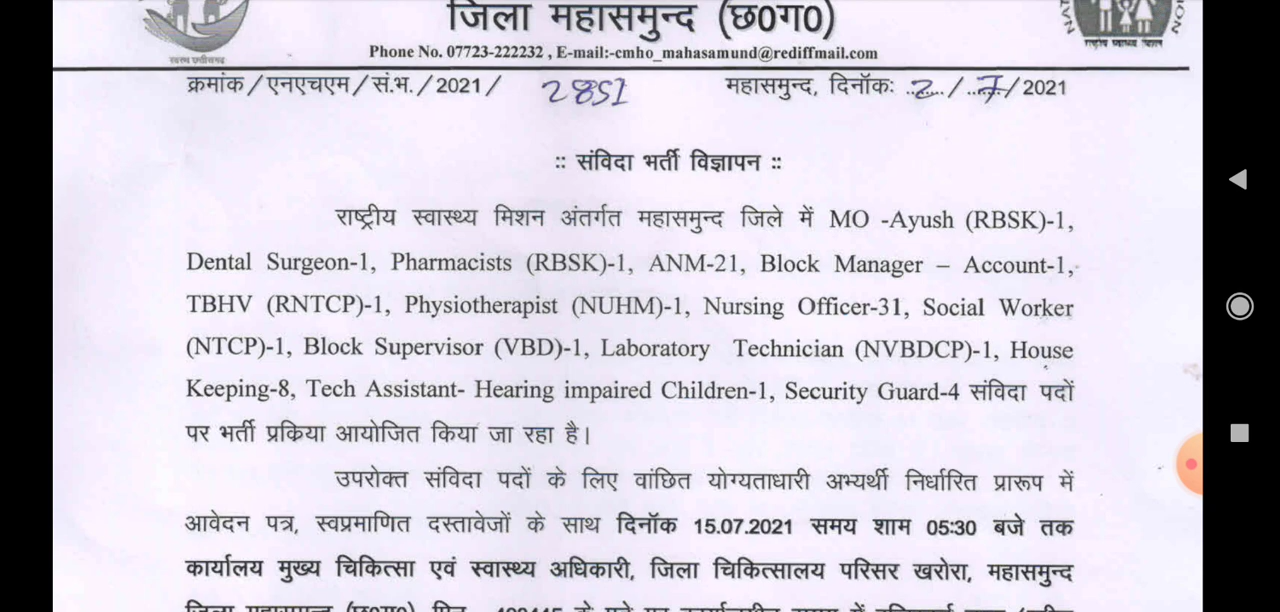 जिला महासमुन्द (छ0ग0)
Phone No. 07723-222232 , E-mail:-cmho_mahasamund@rediffmail.com
क्रमांक/एनएचएम/सं.भ./2021/ 2851 महासमुन्द, दिनॉकः 2/7/2021
:: संविदा भर्ती विज्ञापन ::
राष्ट्रीय स्वास्थ्य मिशन अंतर्गत महासमुन्द जिले में MO -Ayush (RBSK)-1,
Dental Surgeon-1, Pharmacists (RBSK)-1, ANM-21, Block Manager – Account-1,
TBHV (RNTCP)-1, Physiotherapist (NUHM)-1, Nursing Officer-31, Social Worker
(NTCP)-1, Block Supervisor (VBD)-1, Laboratory Technician (NVBDCP)-1, House
Keeping-8, Tech Assistant- Hearing impaired Children-1, Security Guard-4 संविदा पदों
पर भर्ती प्रकिया आयोजित किया जा रहा है।
उपरोक्त संविदा पदों के लिए वांछित योग्यताधारी अभ्यर्थी निर्धारित प्रारूप में
आवेदन पत्र, स्वप्रमाणित दस्तावेजों के साथ दिनॉक 15.07.2021 समय शाम 05:30 बजे तक
कार्यालय मुख्य चिकित्सा एवं स्वास्थ्य अधिकारी, जिला चिकित्सालय परिसर खरोरा, महासमुन्द